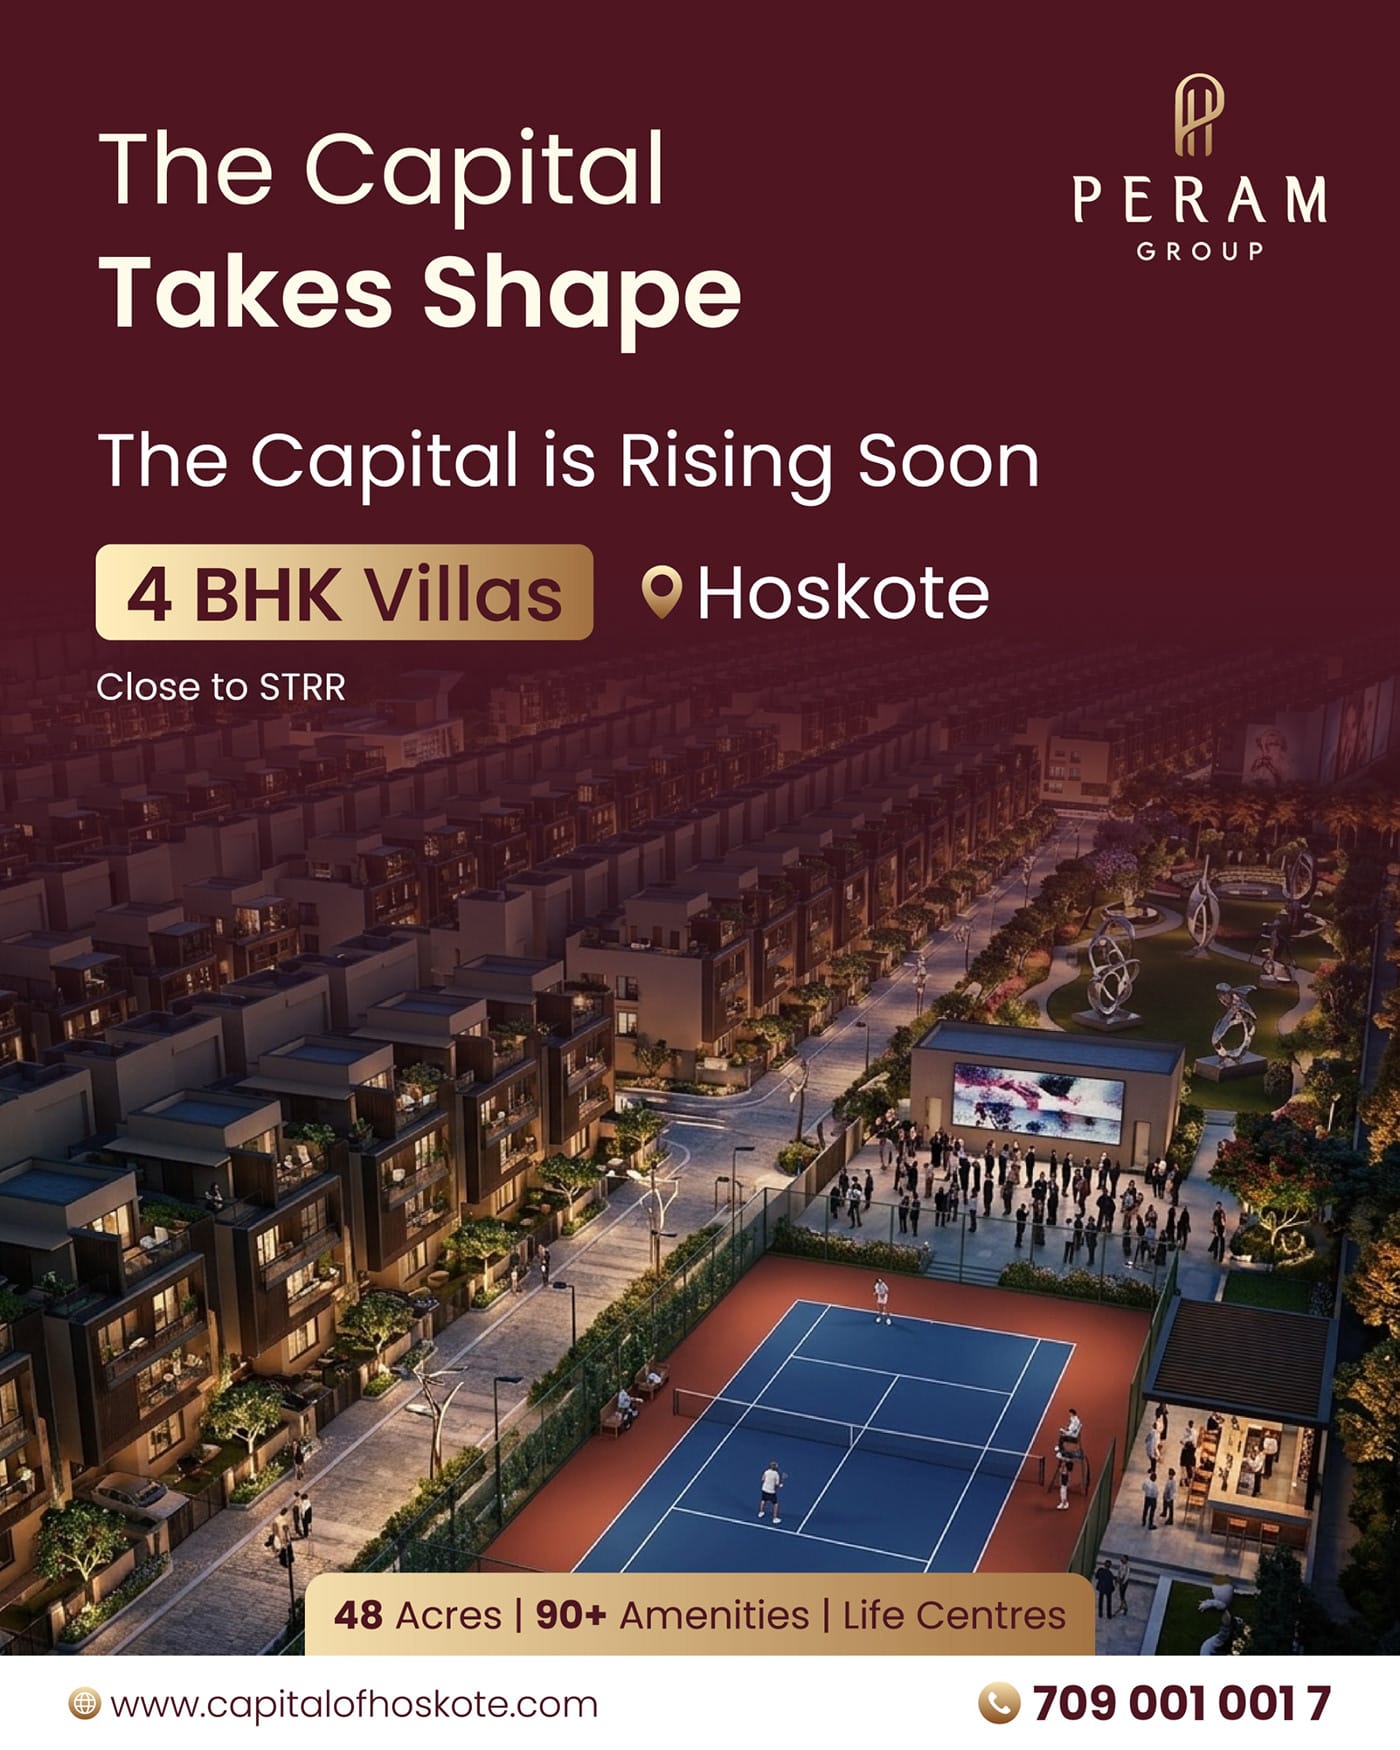 The Capital
Takes Shape
PERAM
GROUP
The Capital is Rising Soon
4 BHK Villas
Hoskote
Close to STRR
48 Acres | 90+ Amenities | Life Centres
www.capitalofhoskote.com
709 001 001 7